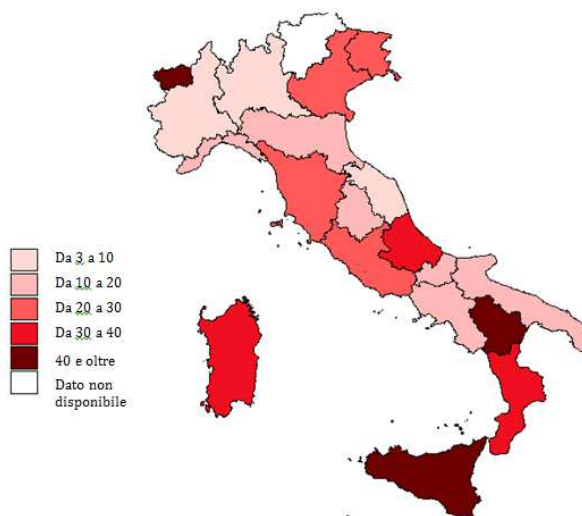 Da 3 a 10
Da 10 a 20
Da 20 a 30
Da 30 a 40
40 e oltre
Dato non
disponibile